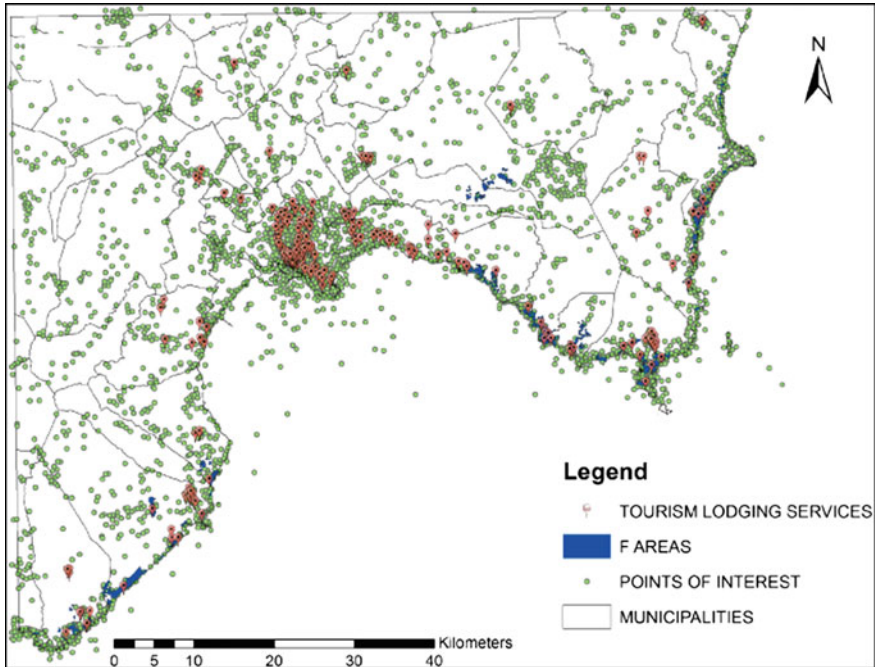 N
Legend
TOURISM LODGING SERVICES
F AREAS
POINTS OF INTEREST
MUNICIPALITIES
Kilometers
0 5 10 20 30 40